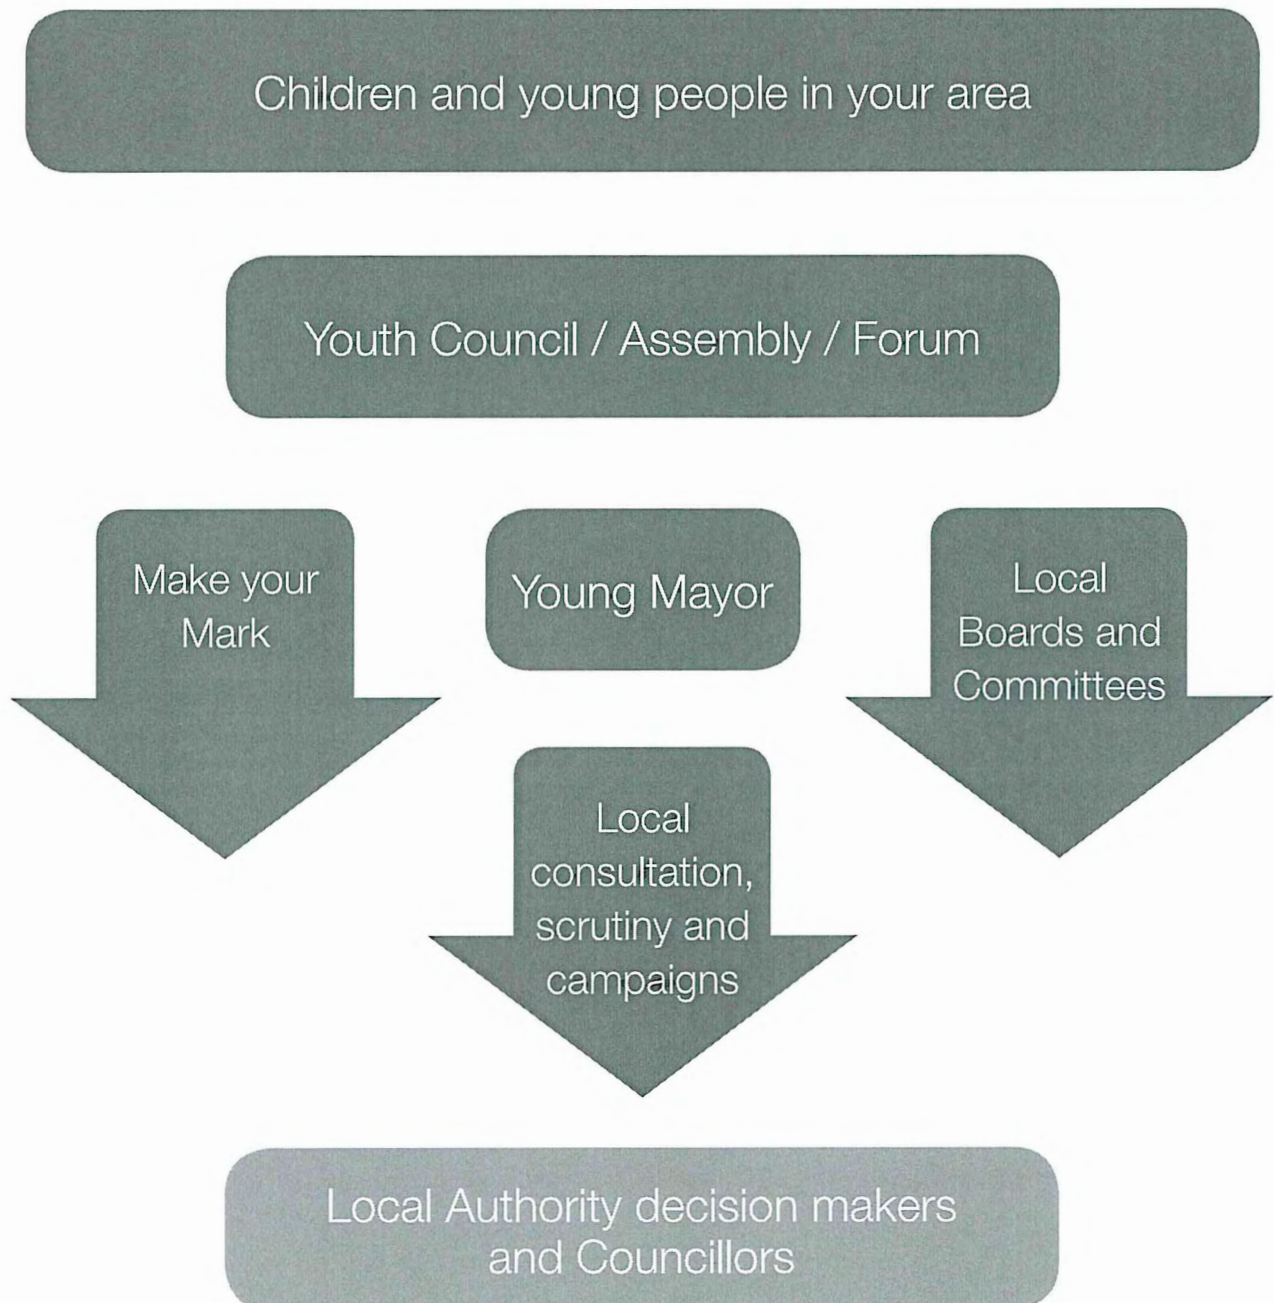 Children and young people in your area
Youth Council / Assembly / Forum
Make your
Mark
Young Mayor
Local
Boards and
Committees
Local
consultation,
scrutiny and
campaigns
Local Authority decision makers
and Councillors